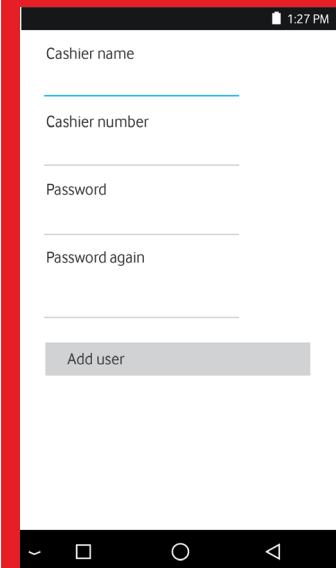 1:27 PM
Cashier name
Cashier number
Password
Password again
Add user